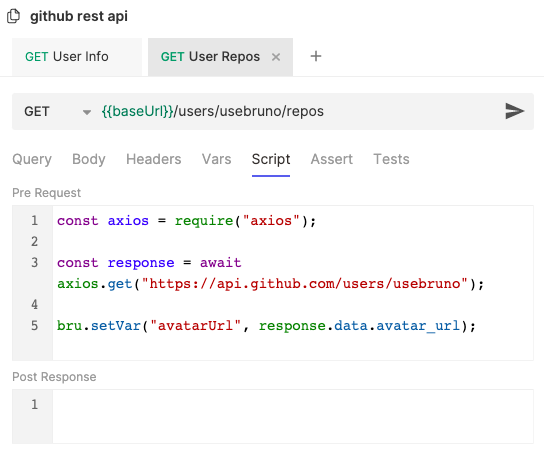 github rest api
GET User Info
GET User Repos ×
+
GET {{baseUrl}}/users/usebruno/repos
Query Body Headers Vars Script Assert Tests
Pre Request
1 const axios = require("axios");
2
3 const response = await
axios.get("https://api.github.com/users/usebruno");
4
5 bru.setVar("avatarUrl", response.data.avatar_url);
Post Response
1